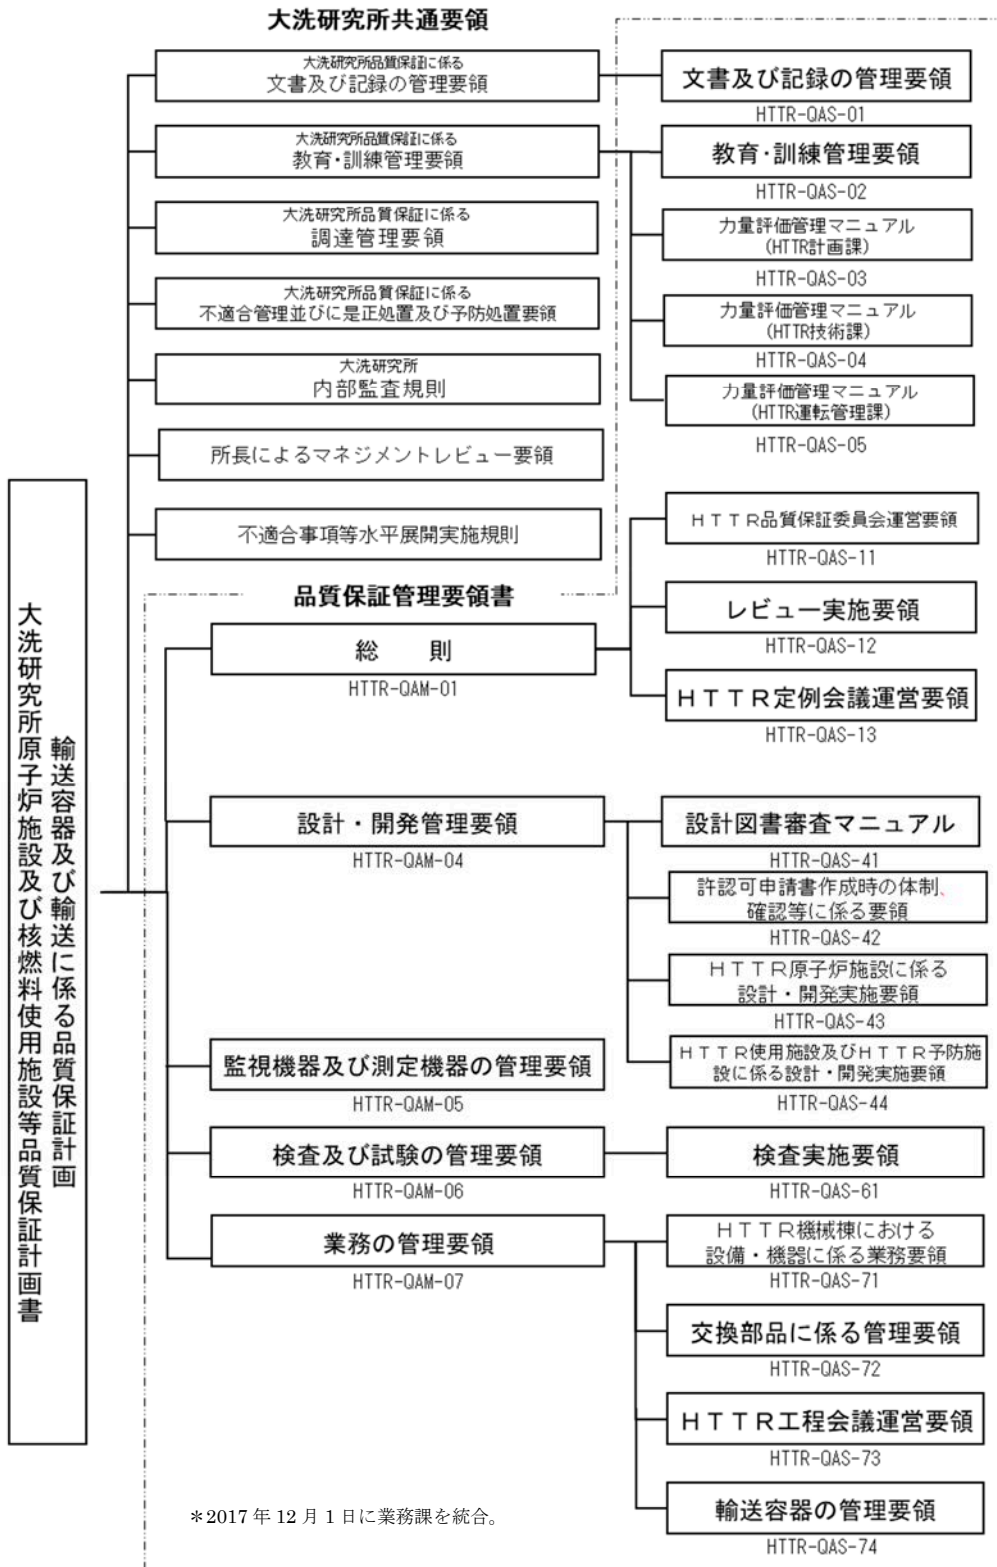 大洗研究所共通要領
大洗研究所品質保証に係る
文書及び記録の管理要領
文書及び記録の管理要領
HTTR-QAS-01
大洗研究所品質保証に係る
教育・訓練管理要領
教育・訓練管理要領
HTTR-QAS-02
力量評価管理マニュアル
(HTTR計画課)
HTTR-QAS-03
力量評価管理マニュアル
(HTTR技術課)
HTTR-QAS-04
力量評価管理マニュアル
(HTTR運転管理課)
HTTR-QAS-05
大洗研究所品質保証に係る
調達管理要領
大洗研究所品質保証に係る
不適合管理並びに是正処置及び予防処置要領
大洗研究所
内部監査規則
所長によるマネジメントレビュー要領
不適合事項等水平展開実施規則
大洗研究所原子炉施設及び核燃料使用施設等品質保証計画書
輸送容器及び輸送に係る品質保証計画
品質保証管理要領書
総　則
HTTR-QAM-01
ＨＴＴＲ品質保証委員会運営要領
HTTR-QAS-11
レビュー実施要領
HTTR-QAS-12
ＨＴＴＲ定例会議運営要領
HTTR-QAS-13
設計・開発管理要領
HTTR-QAM-04
設計図書審査マニュアル
HTTR-QAS-41
許認可申請書作成時の体制、
確認等に係る要領
HTTR-QAS-42
ＨＴＴＲ原子炉施設に係る
設計・開発実施要領
HTTR-QAS-43
ＨＴＴＲ使用施設及びＨＴＴＲ予防施
設に係る設計・開発実施要領
HTTR-QAS-44
監視機器及び測定機器の管理要領
HTTR-QAM-05
検査及び試験の管理要領
HTTR-QAM-06
検査実施要領
HTTR-QAS-61
業務の管理要領
HTTR-QAM-07
ＨＴＴＲ機械棟における
設備・機器に係る業務要領
HTTR-QAS-71
交換部品に係る管理要領
HTTR-QAS-72
ＨＴＴＲ工程会議運営要領
HTTR-QAS-73
輸送容器の管理要領
HTTR-QAS-74
＊2017 年 12 月 1 日に業務課を統合。